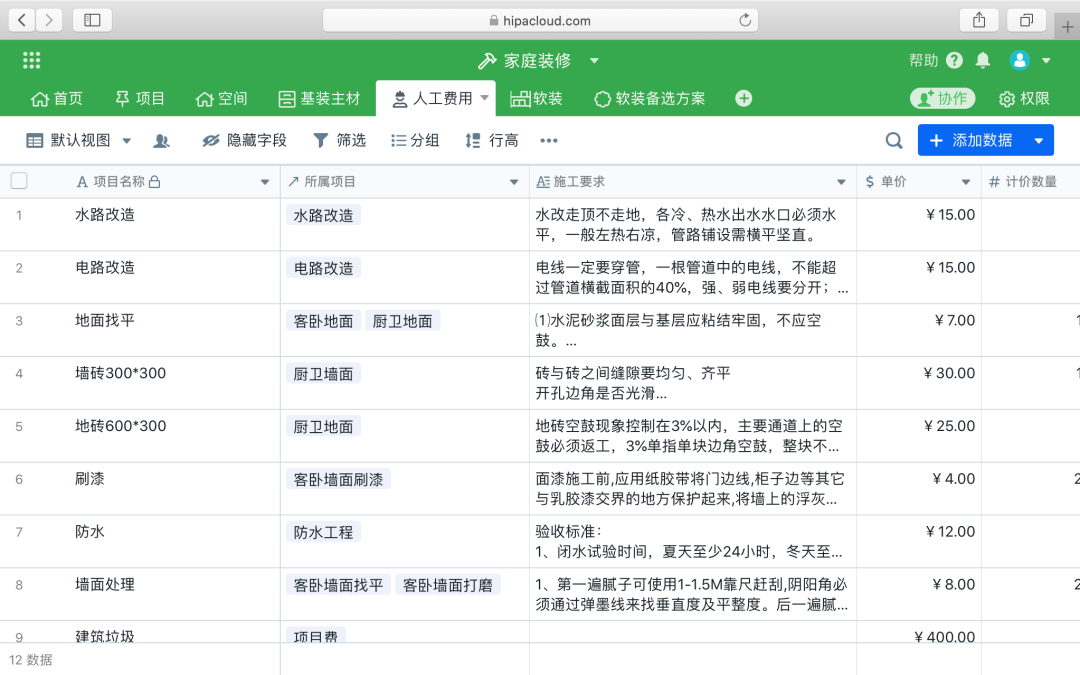 hipacloud.com
家庭装修
帮助
首页
项目
空间
基装主材
人工费用
软装
软装备选方案
协作
权限
默认视图
隐藏字段
筛选
分组
行高
添加数据
A 项目名称
所属项目
施工要求
$ 单价
# 计价数量
1
水路改造
水路改造
水改走顶不走地，各冷、热水出水水口必须水
平，一般左热右凉，管路铺设需横平坚直。
¥ 15.00
2
电路改造
电路改造
电线一定要穿管，一根管道中的电线，不能超
过管道横截面积的40%，强、弱电线要分开；...
¥ 15.00
3
地面找平
客卧地面 厨卫地面
⑴水泥砂浆面层与基层应粘结牢固，不应空
鼓。...
¥ 7.00
4
墙砖300*300
厨卫墙面
砖与砖之间缝隙要均匀、齐平
开孔边角是否光滑...
¥ 30.00
5
地砖600*300
厨卫地面
地砖空鼓现象控制在3%以内，主要通道上的空
鼓必须返工，3%单指单块边角空鼓，整块不...
¥ 25.00
6
刷漆
客卧墙面刷漆
面漆施工前,应用纸胶带将门边线,柜子边等其它
与乳胶漆交界的地方保护起来,将墙上的浮灰...
¥ 4.00
7
防水
防水工程
验收标准：
1、闭水试验时间，夏天至少24小时，冬天至...
¥ 12.00
8
墙面处理
客卧墙面找平 客卧墙面打磨
1、第一遍腻子可使用1-1.5M靠尺赶刮,阴阳角必
须通过弹墨线来找垂直度及平整度。后一遍腻...
¥ 8.00
9
建筑垃圾
项目费
¥ 400.00
12 数据